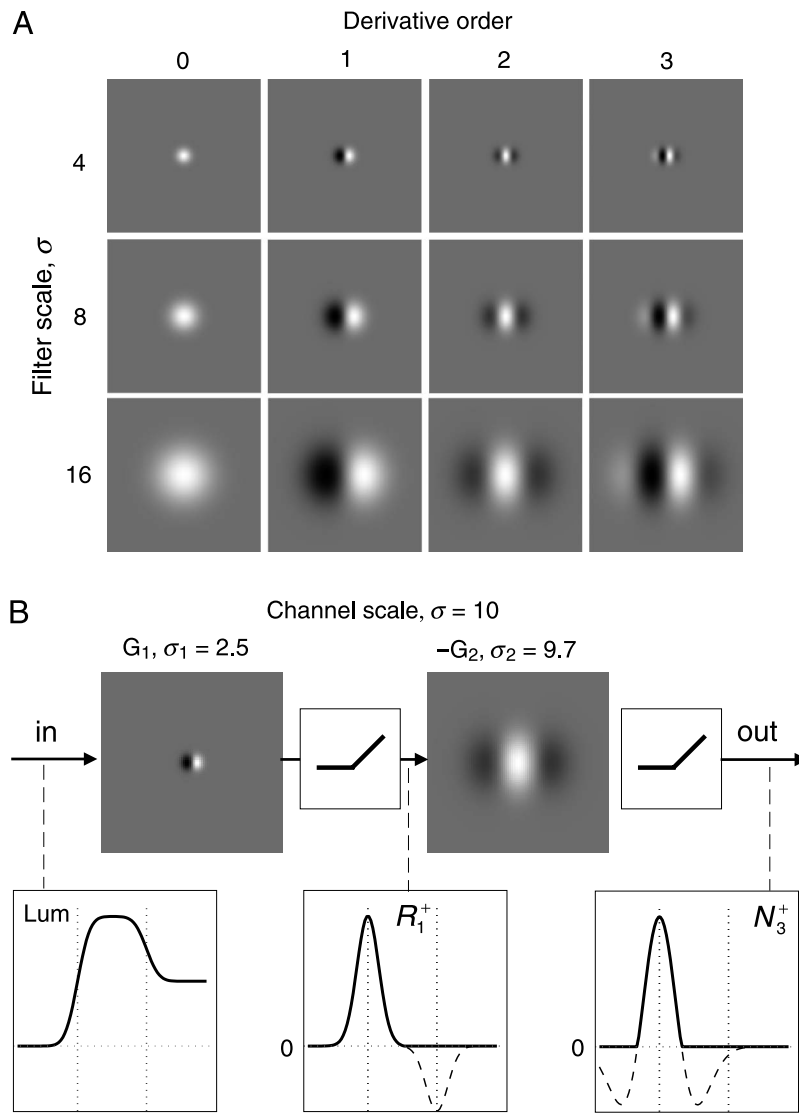 A
Derivative order
0 1 2 3
4
8
16
Filter scale, σ
B
Channel scale, σ = 10
G₁, σ₁ = 2.5
–G₂, σ₂ = 9.7
in
out
Lum
R₁⁺
N₃⁺
0
0